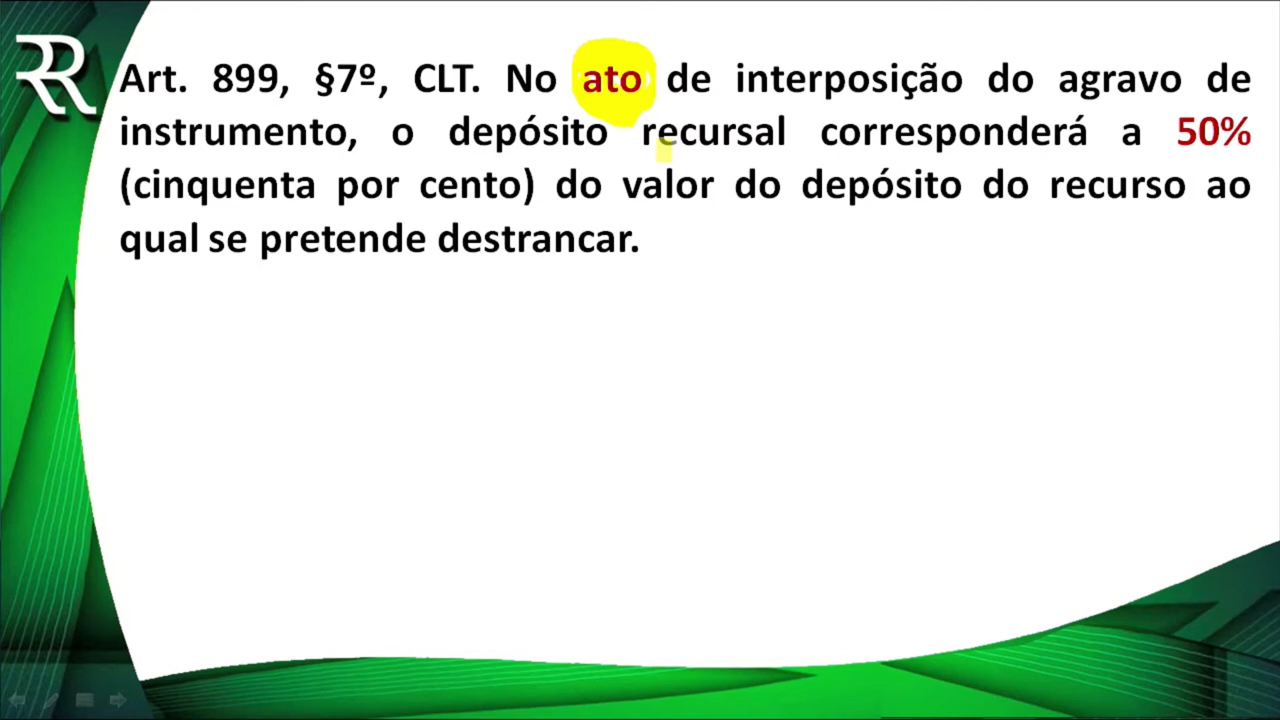 RR
Art. 899, §7º, CLT. No ato de interposição do agravo de
instrumento, o depósito recursal corresponderá a 50%
(cinquenta por cento) do valor do depósito do recurso ao
qual se pretende destrancar.